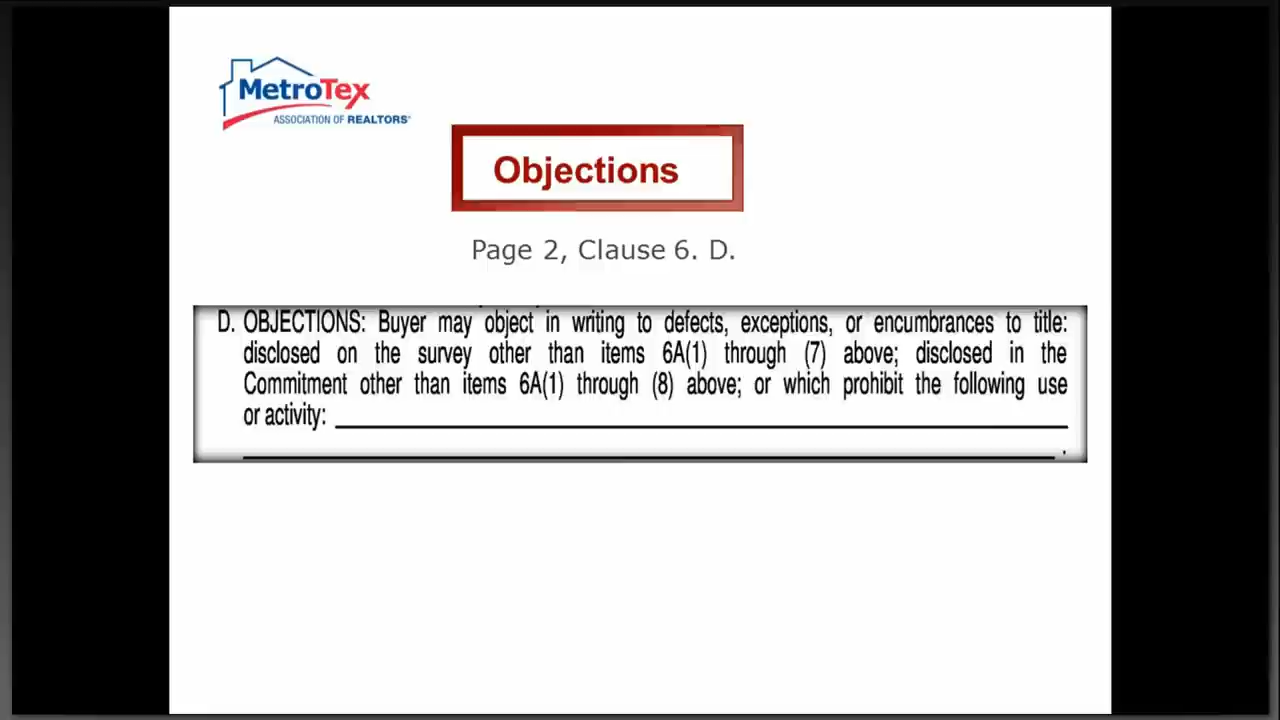 MetroTex
ASSOCIATION OF REALTORS®
Objections
Page 2, Clause 6. D.
D. OBJECTIONS: Buyer may object in writing to defects, exceptions, or encumbrances to title:
disclosed on the survey other than items 6A(1) through (7) above; disclosed in the
Commitment other than items 6A(1) through (8) above; or which prohibit the following use
or activity: ______________________________
______________________________ .